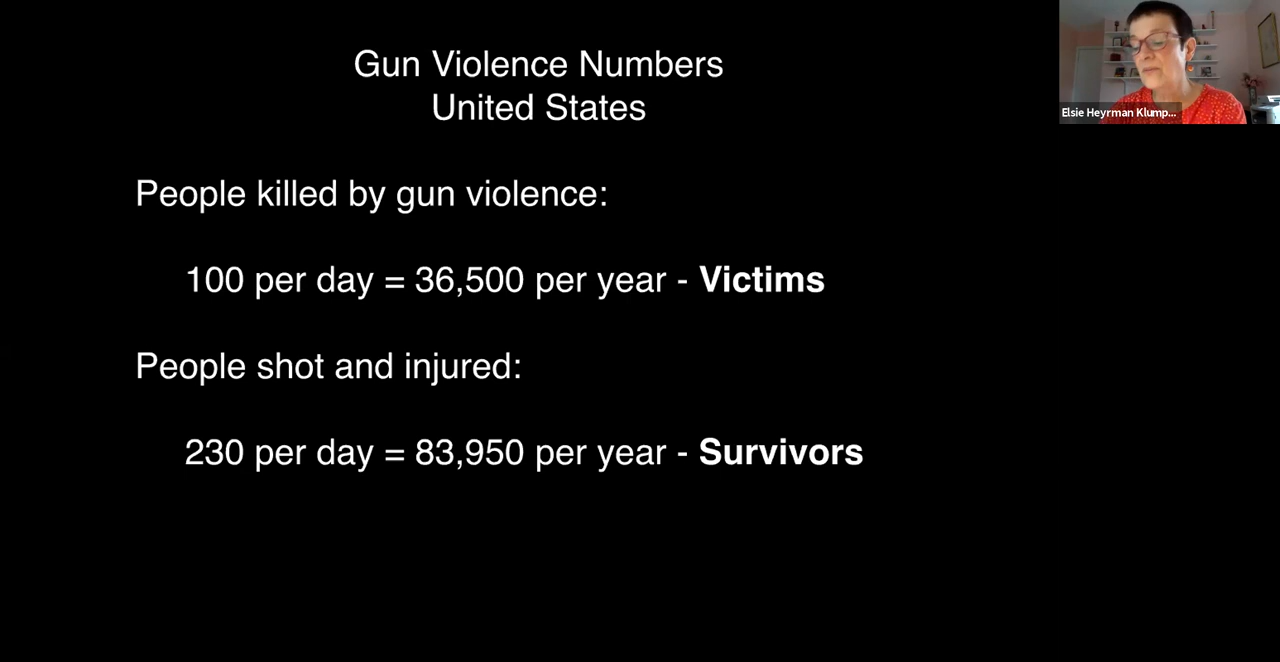 Gun Violence Numbers
United States
People killed by gun violence:
100 per day = 36,500 per year - Victims
People shot and injured:
230 per day = 83,950 per year - Survivors
Elsie Heyrman Klump...